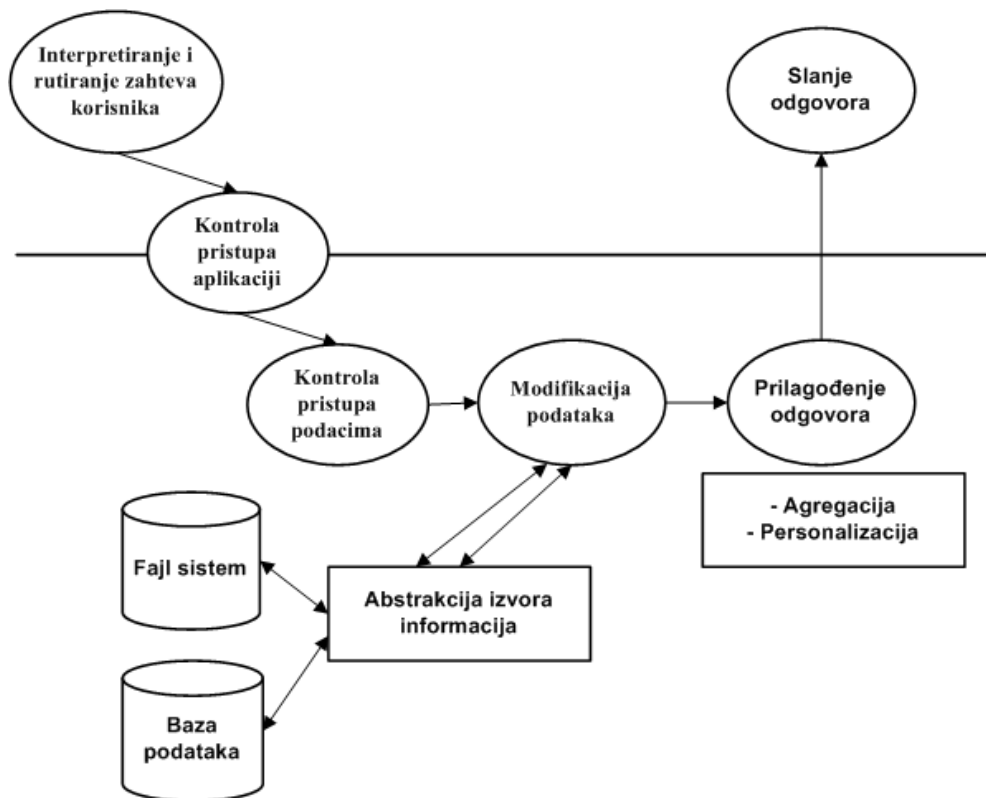 Interpretiranje i
rutiranje zahteva
korisnika
Slanje
odgovora
Kontrola
pristupa
aplikaciji
Kontrola
pristupa
podacima
Modifikacija
podataka
Prilagođenje
odgovora
- Agregacija
- Personalizacija
Fajl sistem
Abstrakcija izvora
informacija
Baza
podataka